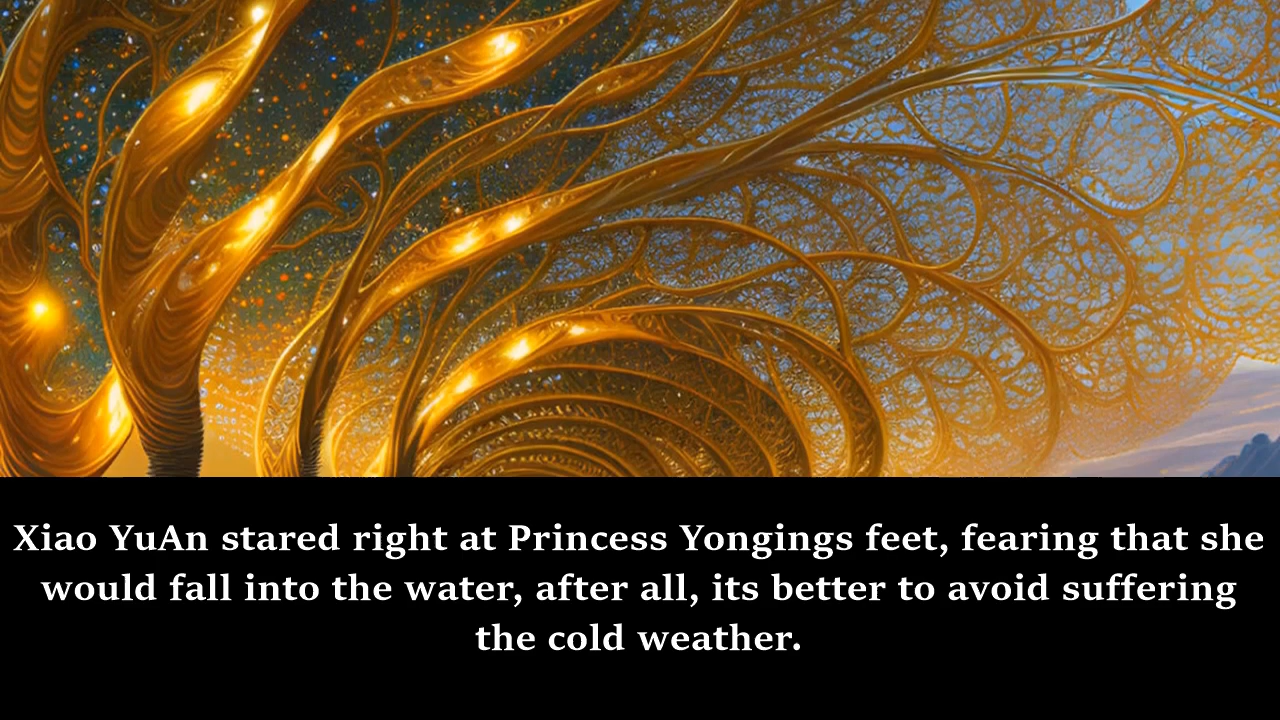 Xiao YuAn stared right at Princess Yongings feet, fearing that she
would fall into the water, after all, its better to avoid suffering
the cold weather.